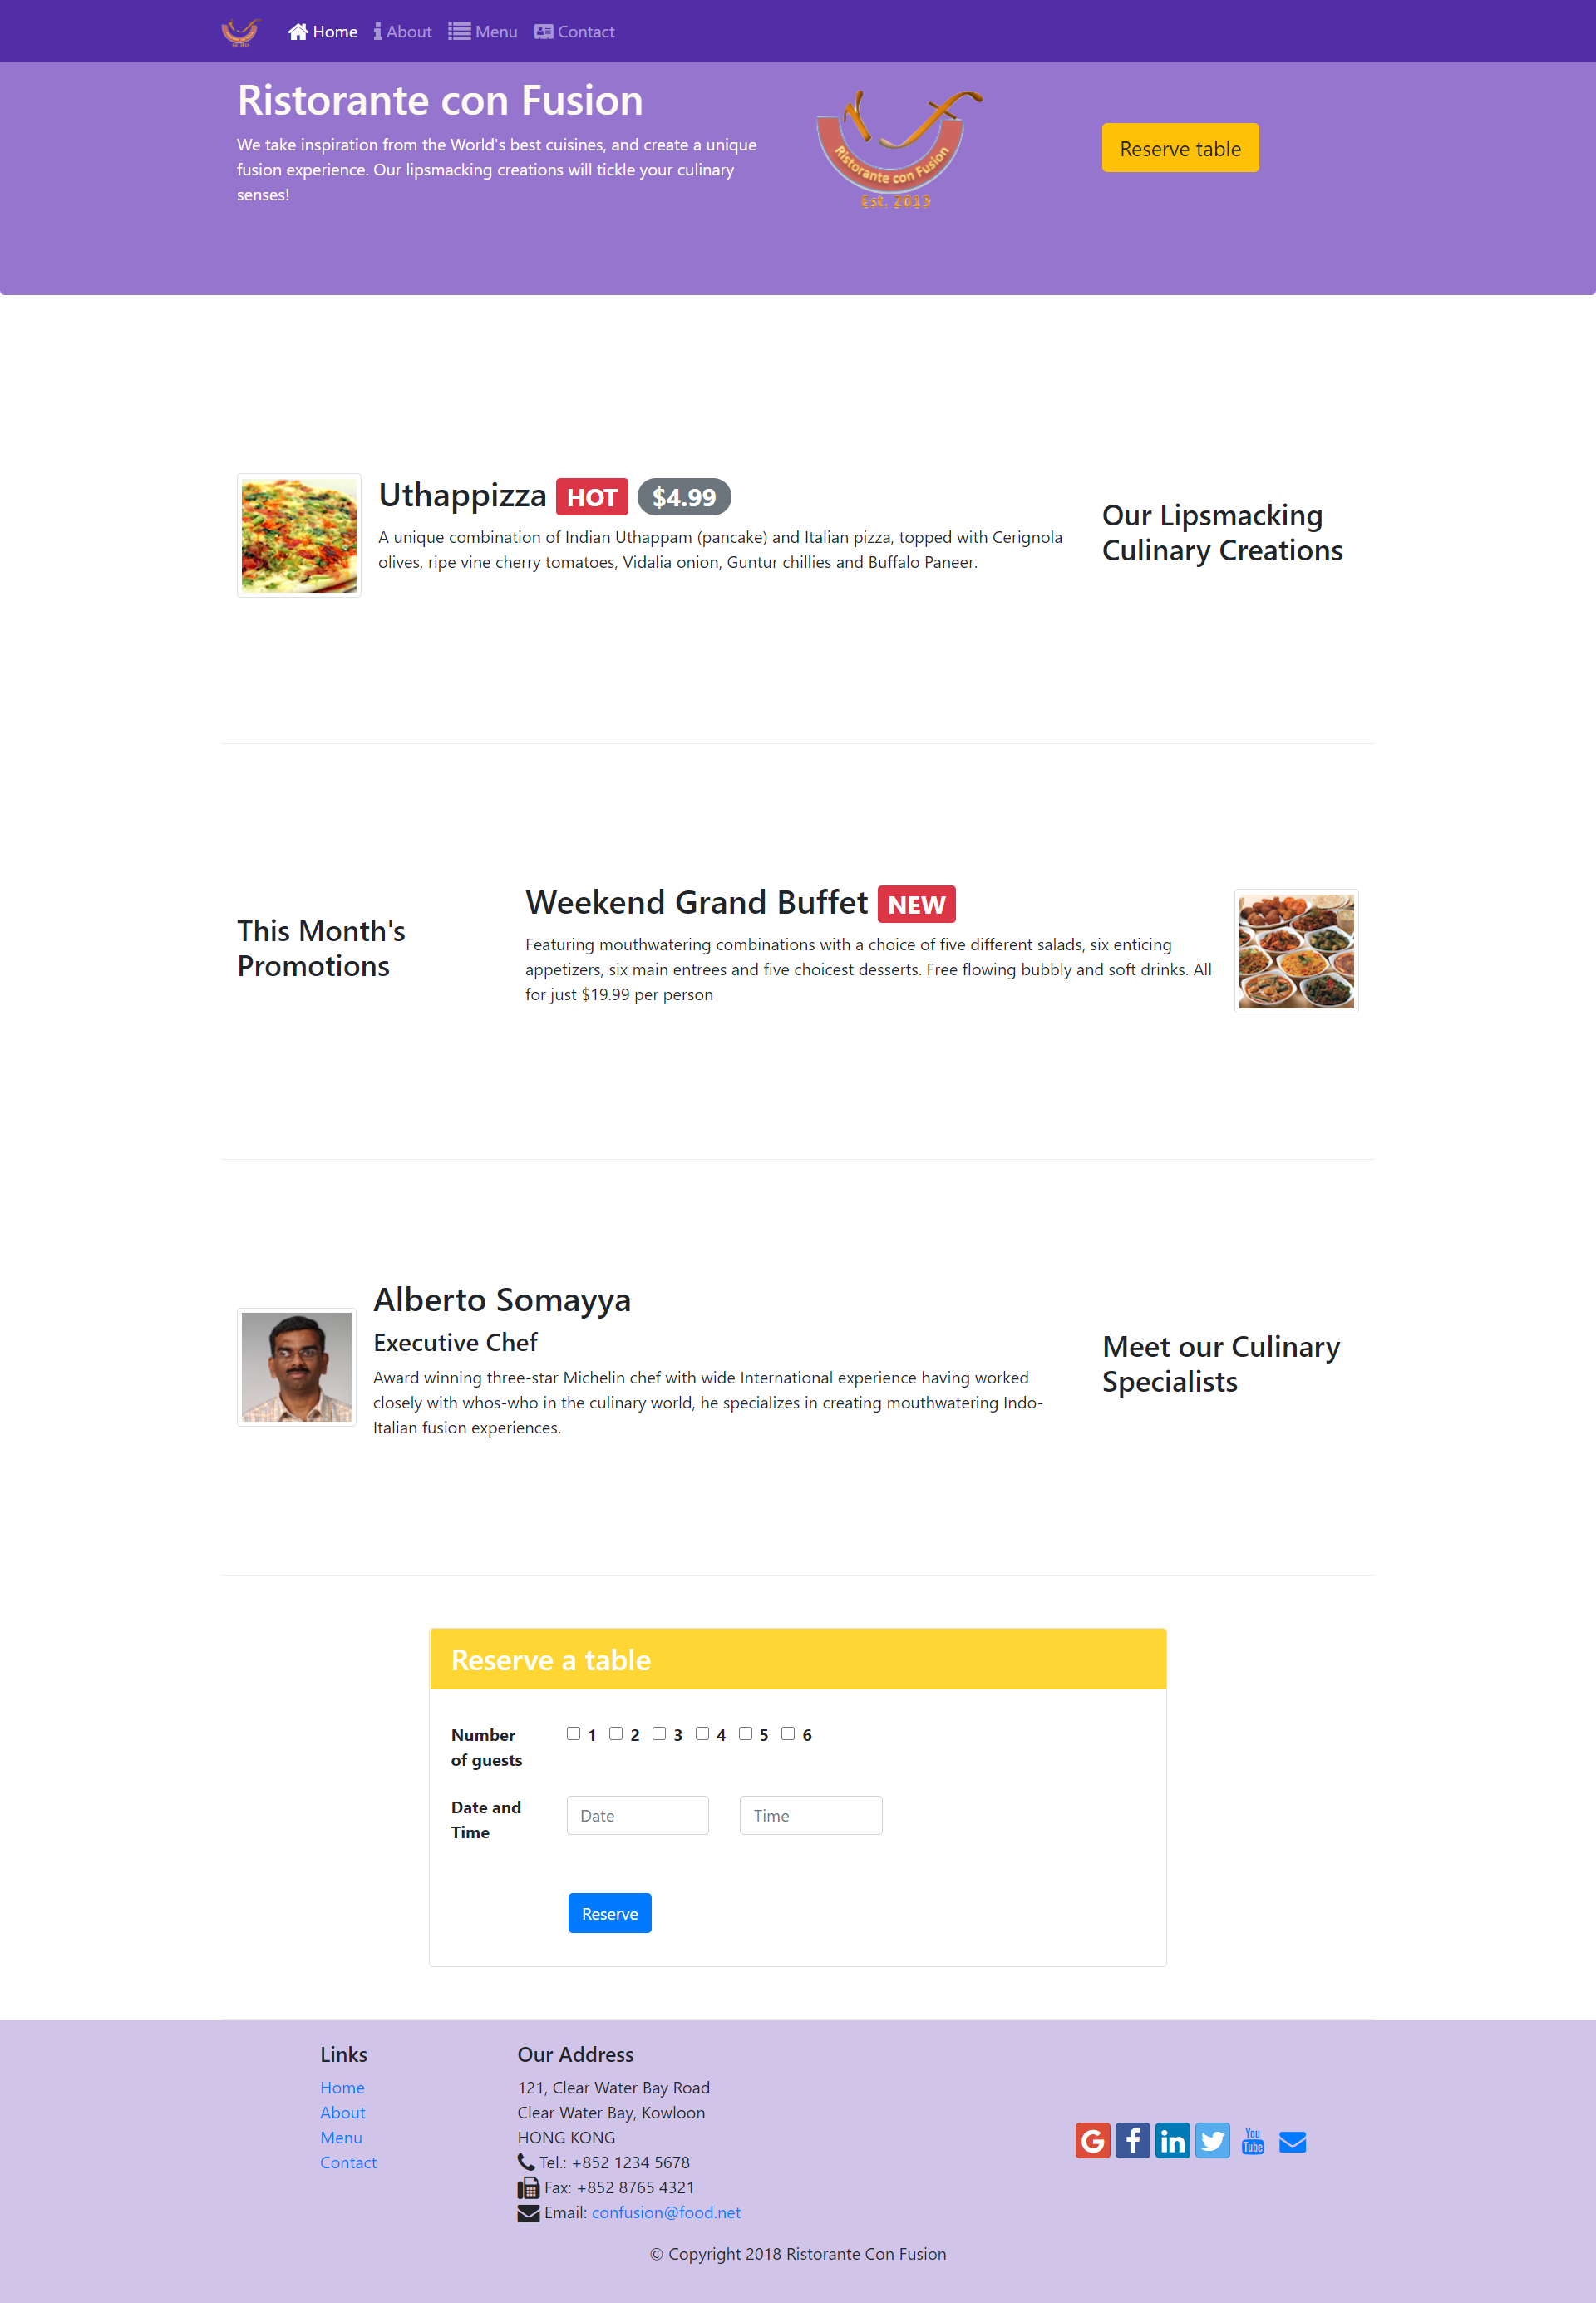 Home About Menu Contact
Ristorante con Fusion
We take inspiration from the World's best cuisines, and create a unique
fusion experience. Our lipsmacking creations will tickle your culinary
senses!
Ristorante con Fusion
Est. 2013
Reserve table
Uthappizza HOT $4.99
A unique combination of Indian Uthappam (pancake) and Italian pizza, topped with Cerignola
olives, ripe vine cherry tomatoes, Vidalia onion, Guntur chillies and Buffalo Paneer.
Our Lipsmacking
Culinary Creations
This Month's
Promotions
Weekend Grand Buffet NEW
Featuring mouthwatering combinations with a choice of five different salads, six enticing
appetizers, six main entrees and five choicest desserts. Free flowing bubbly and soft drinks. All
for just $19.99 per person
Alberto Somayya
Executive Chef
Award winning three-star Michelin chef with wide International experience having worked
closely with whos-who in the culinary world, he specializes in creating mouthwatering Indo-
Italian fusion experiences.
Meet our Culinary
Specialists
Reserve a table
Number
of guests
1 2 3 4 5 6
Date and
Time
Date
Time
Reserve
Links
Home
About
Menu
Contact
Our Address
121, Clear Water Bay Road
Clear Water Bay, Kowloon
HONG KONG
Tel.: +852 1234 5678
Fax: +852 8765 4321
Email: confusion@food.net
G f in You Tube
© Copyright 2018 Ristorante Con Fusion